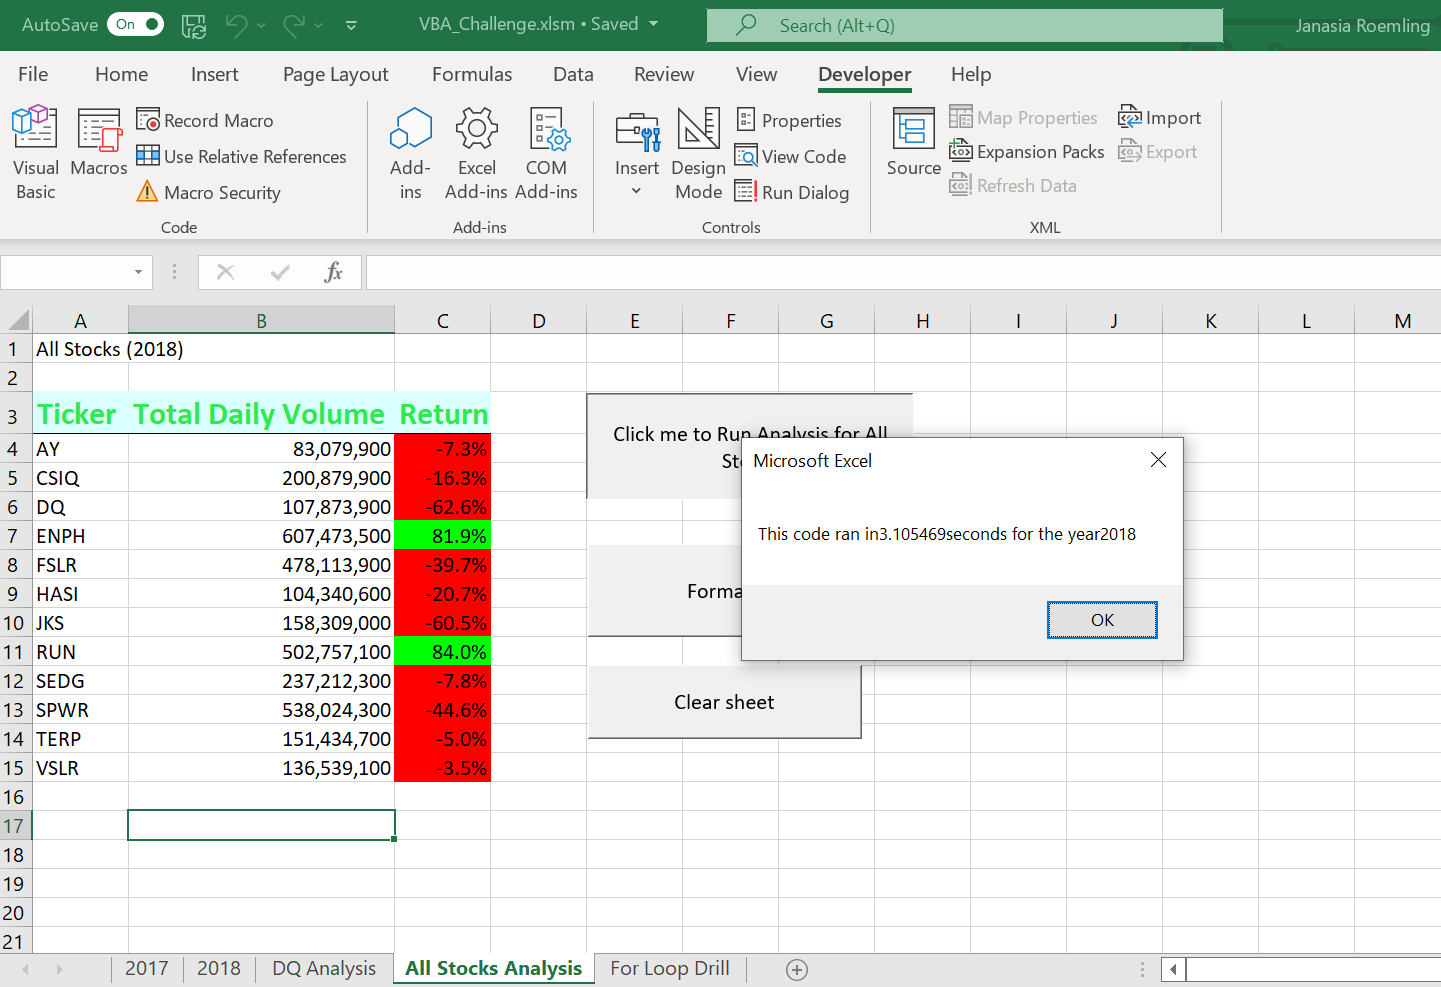 AutoSave On VBA_Challenge.xlsm • Saved Search (Alt+Q) Janasia Roemling
File Home Insert Page Layout Formulas Data Review View Developer Help
Visual Basic
Macros
Record Macro
Use Relative References
Macro Security
Code
Add-ins
Excel Add-ins
COM Add-ins
Add-ins
Insert
Design Mode
Properties
View Code
Run Dialog
Controls
Source
Map Properties
Expansion Packs
Refresh Data
Import
Export
XML
fx
A B C D E F G H I J K L M
1 All Stocks (2018)
2
3 Ticker Total Daily Volume Return
4 AY 83,079,900 -7.3%
5 CSIQ 200,879,900 -16.3%
6 DQ 107,873,900 -62.6%
7 ENPH 607,473,500 81.9%
8 FSLR 478,113,900 -39.7%
9 HASI 104,340,600 -20.7%
10 JKS 158,309,000 -60.5%
11 RUN 502,757,100 84.0%
12 SEDG 237,212,300 -7.8%
13 SPWR 538,024,300 -44.6%
14 TERP 151,434,700 -5.0%
15 VSLR 136,539,100 -3.5%
16
17
18
19
20
21
Click me to Run Analysis for All
Microsoft Excel
This code ran in3.105469seconds for the year2018
OK
Clear sheet
2017 2018 DQ Analysis All Stocks Analysis For Loop Drill